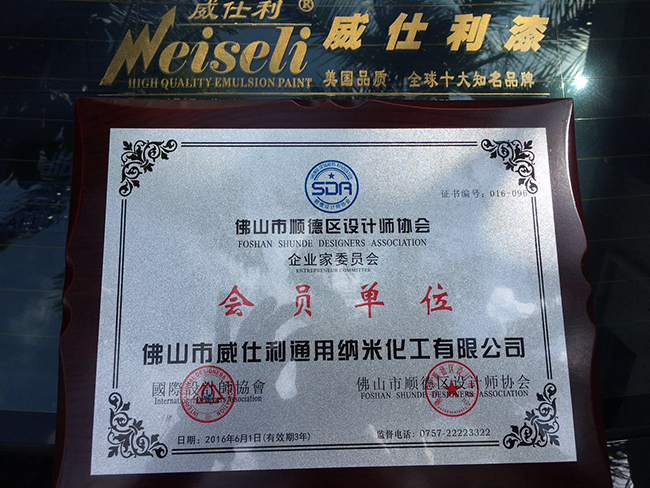 威仕利®
Meiseli 威仕利漆
HIGH QUALITY EMULSION PAINT 美国品质 全球十大知名品牌
SDA
证书编号：016-096
佛山市顺德区设计师协会
FOSHAN SHUNDE DESIGNERS ASSOCIATION
企业家委员会
ENTREPRENEUR COMMITTER
会员单位
佛山市威仕利通用纳米化工有限公司
國際設計師協會 佛山市顺德区设计师协会
International Designers Association FOSHAN SHUNDE DESIGNERS ASSOCIATION
日期：2016年6月1日(有效期3年) 监督电话：0757-22223322